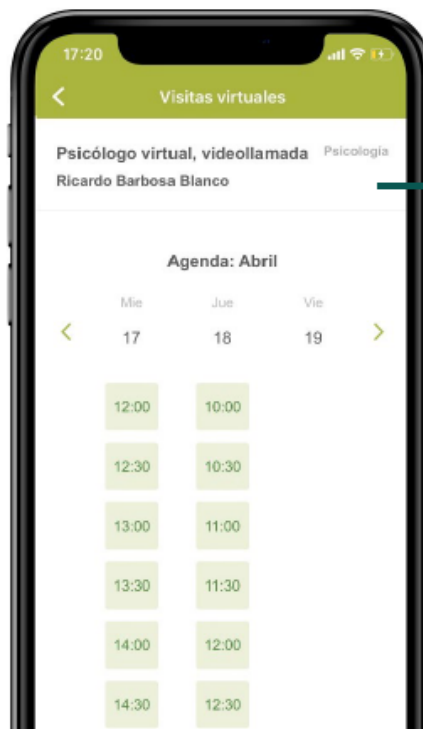 17:20
Visitas virtuales
Psicólogo virtual, videollamada Psicología
Ricardo Barbosa Blanco
Agenda: Abril
Mie Jue Vie
17 18 19
12:00 10:00
12:30 10:30
13:00 11:00
13:30 11:30
14:00 12:00
14:30 12:30